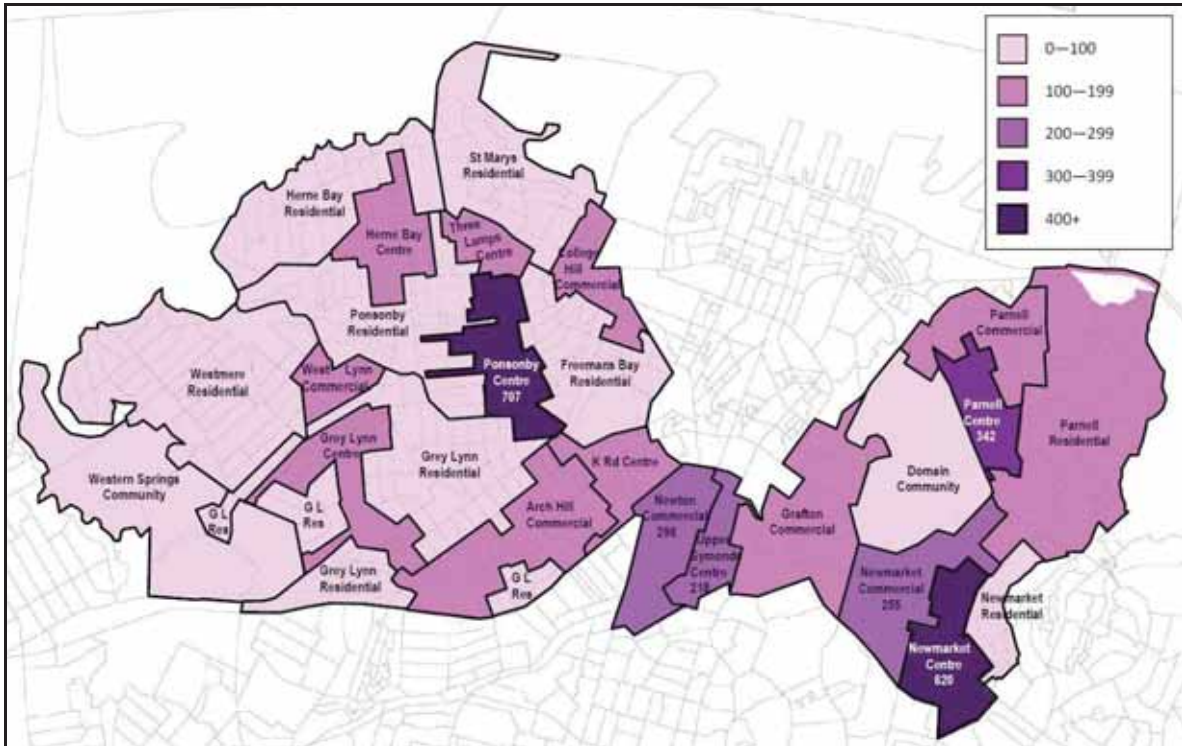 0—100
100—199
200—299
300—399
400+
St Marys
Residential
Herne Bay
Residential
Herne Bay
Centre
Three
Lamps
Centre
College
Hill
Commercial
Ponsonby
Residential
Ponsonby
Centre
707
Freemans Bay
Residential
Westmere
Residential
West Lynn
Commercial
Grey Lynn
Centre
Grey Lynn
Residential
Western Springs
Community
G L
Res
G L
Res
Grey Lynn
Residential
Arch Hill
Commercial
G L
Res
K Rd Centre
Newton
Commercial
Upper
Symonds
Centre
Grafton
Commercial
Domain
Community
Parnell
Commercial
Parnell
Centre
342
Parnell
Residential
Newmarket
Commercial
255
Newmarket
Residential
Newmarket
Centre
620